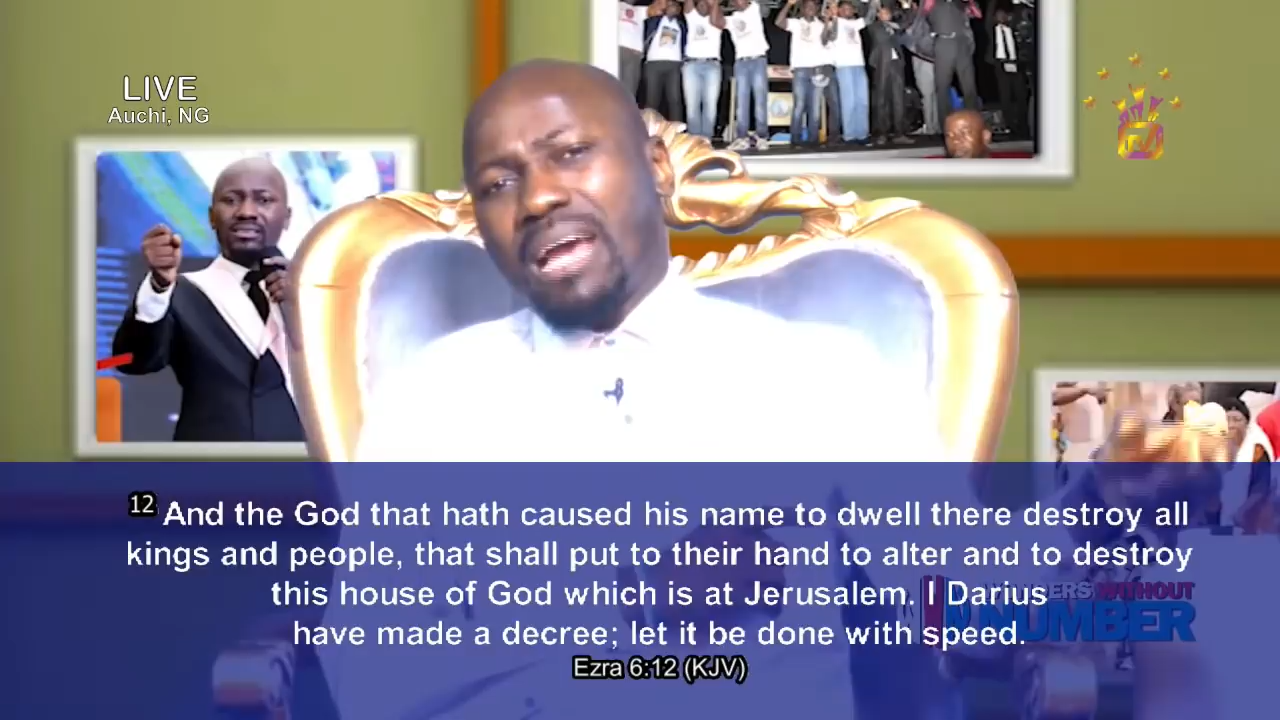 LIVE
Auchi, NG
12 And the God that hath caused his name to dwell there destroy all
kings and people, that shall put to their hand to alter and to destroy
this house of God which is at Jerusalem. I Darius
have made a decree; let it be done with speed.
Ezra 6:12 (KJV)
WITHOUT
NUMBER